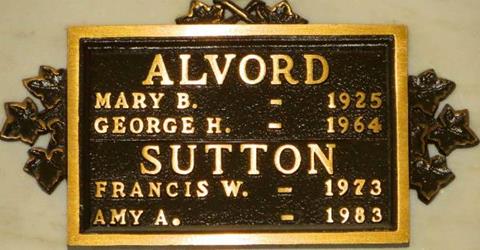 ALVORD
MARY B. - 1925
GEORGE H. - 1964
SUTTON
FRANCIS W. - 1973
AMY A. - 1983